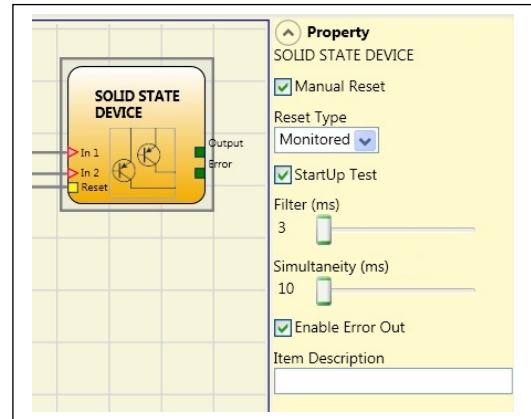 SOLID STATE
DEVICE
In 1
In 2
Reset
Output
Error
Property
SOLID STATE DEVICE
Manual Reset
Reset Type
Monitored
StartUp Test
Filter (ms)
3
Simultaneity (ms)
10
Enable Error Out
Item Description